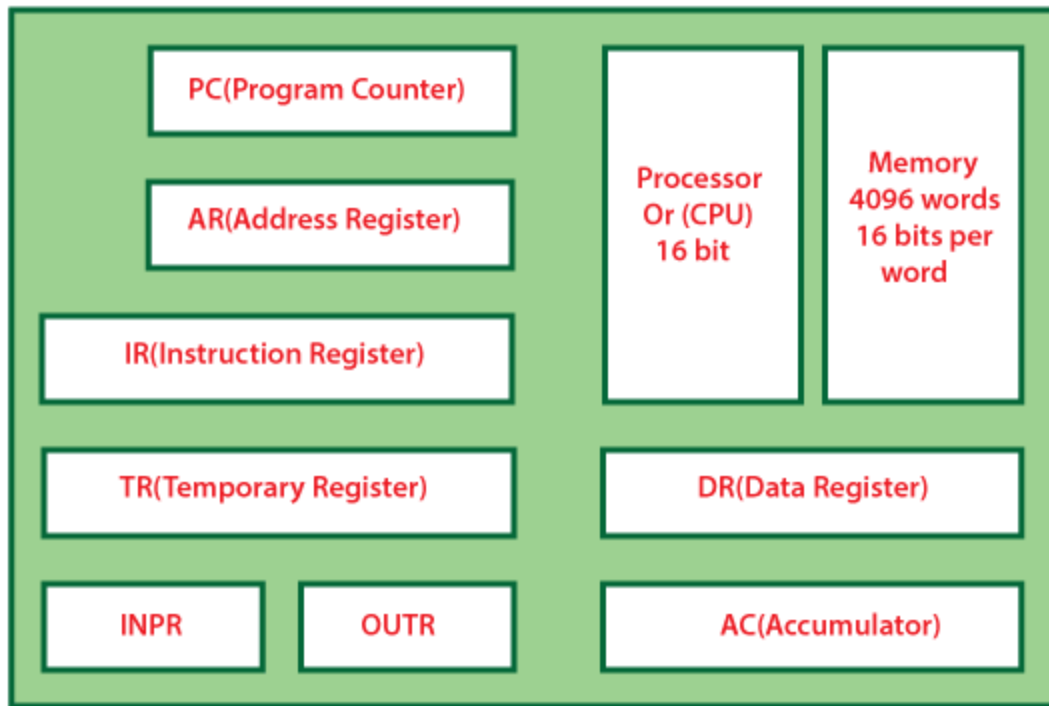 PC(Program Counter)
AR(Address Register)
IR(Instruction Register)
TR(Temporary Register)
INPR
OUTR
Processor
Or (CPU)
16 bit
Memory
4096 words
16 bits per
word
DR(Data Register)
AC(Accumulator)